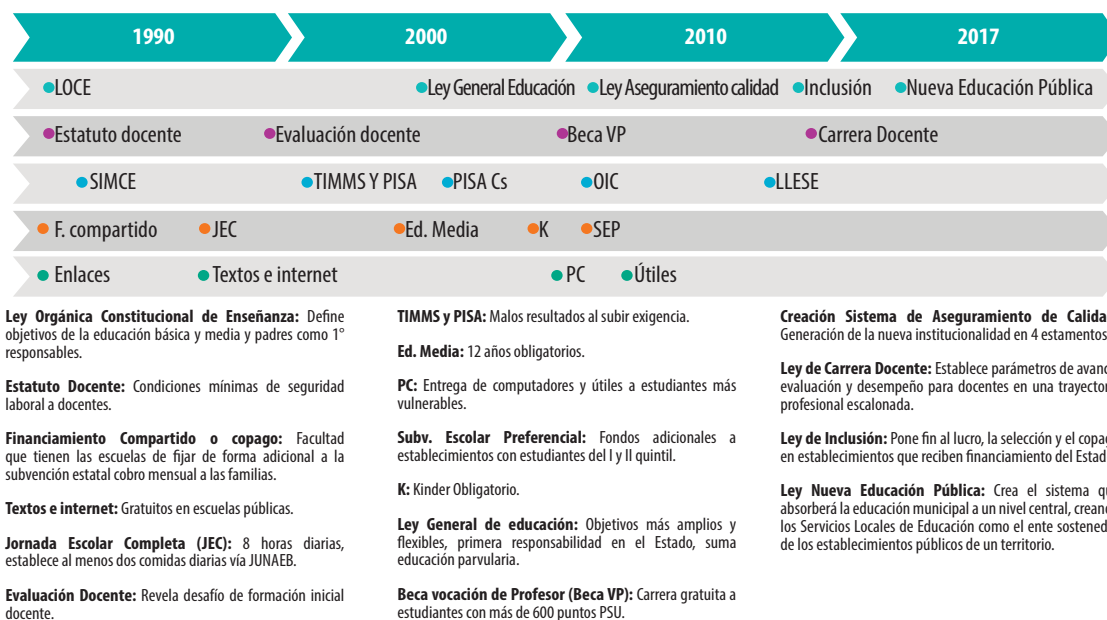 1990 2000 2010 2017
LOCE Ley General Educación Ley Aseguramiento calidad Inclusión Nueva Educación Pública
Estatuto docente Evaluación docente Beca VP Carrera Docente
SIMCE TIMMS Y PISA PISA Cs OIC LLESE
F. compartido JEC Ed. Media K SEP
Enlaces Textos e internet PC Útiles
Ley Orgánica Constitucional de Enseñanza: Define
objetivos de la educación básica y media y padres como 1°
responsables.
Estatuto Docente: Condiciones mínimas de seguridad
laboral a docentes.
Financiamiento Compartido o copago: Facultad
que tienen las escuelas de fijar de forma adicional a la
subvención estatal cobro mensual a las familias.
Textos e internet: Gratuitos en escuelas públicas.
Jornada Escolar Completa (JEC): 8 horas diarias,
establece al menos dos comidas diarias vía JUNAEB.
Evaluación Docente: Revela desafío de formación inicial
docente.
TIMMS y PISA: Malos resultados al subir exigencia.
Ed. Media: 12 años obligatorios.
PC: Entrega de computadores y útiles a estudiantes más
vulnerables.
Subv. Escolar Preferencial: Fondos adicionales a
establecimientos con estudiantes del I y II quintil.
K: Kinder Obligatorio.
Ley General de educación: Objetivos más amplios y
flexibles, primera responsabilidad en el Estado, suma
educación parvularia.
Beca vocación de Profesor (Beca VP): Carrera gratuita a
estudiantes con más de 600 puntos PSU.
Creación Sistema de Aseguramiento de Calida
Generación de la nueva institucionalidad en 4 estamentos
Ley de Carrera Docente: Establece parámetros de avanc
evaluación y desempeño para docentes en una trayector
profesional escalonada.
Ley de Inclusión: Pone fin al lucro, la selección y el copag
en establecimientos que reciben financiamiento del Estad
Ley Nueva Educación Pública: Crea el sistema qu
absorberá la educación municipal a un nivel central, creand
los Servicios Locales de Educación como el ente sostened
de los establecimientos públicos de un territorio.